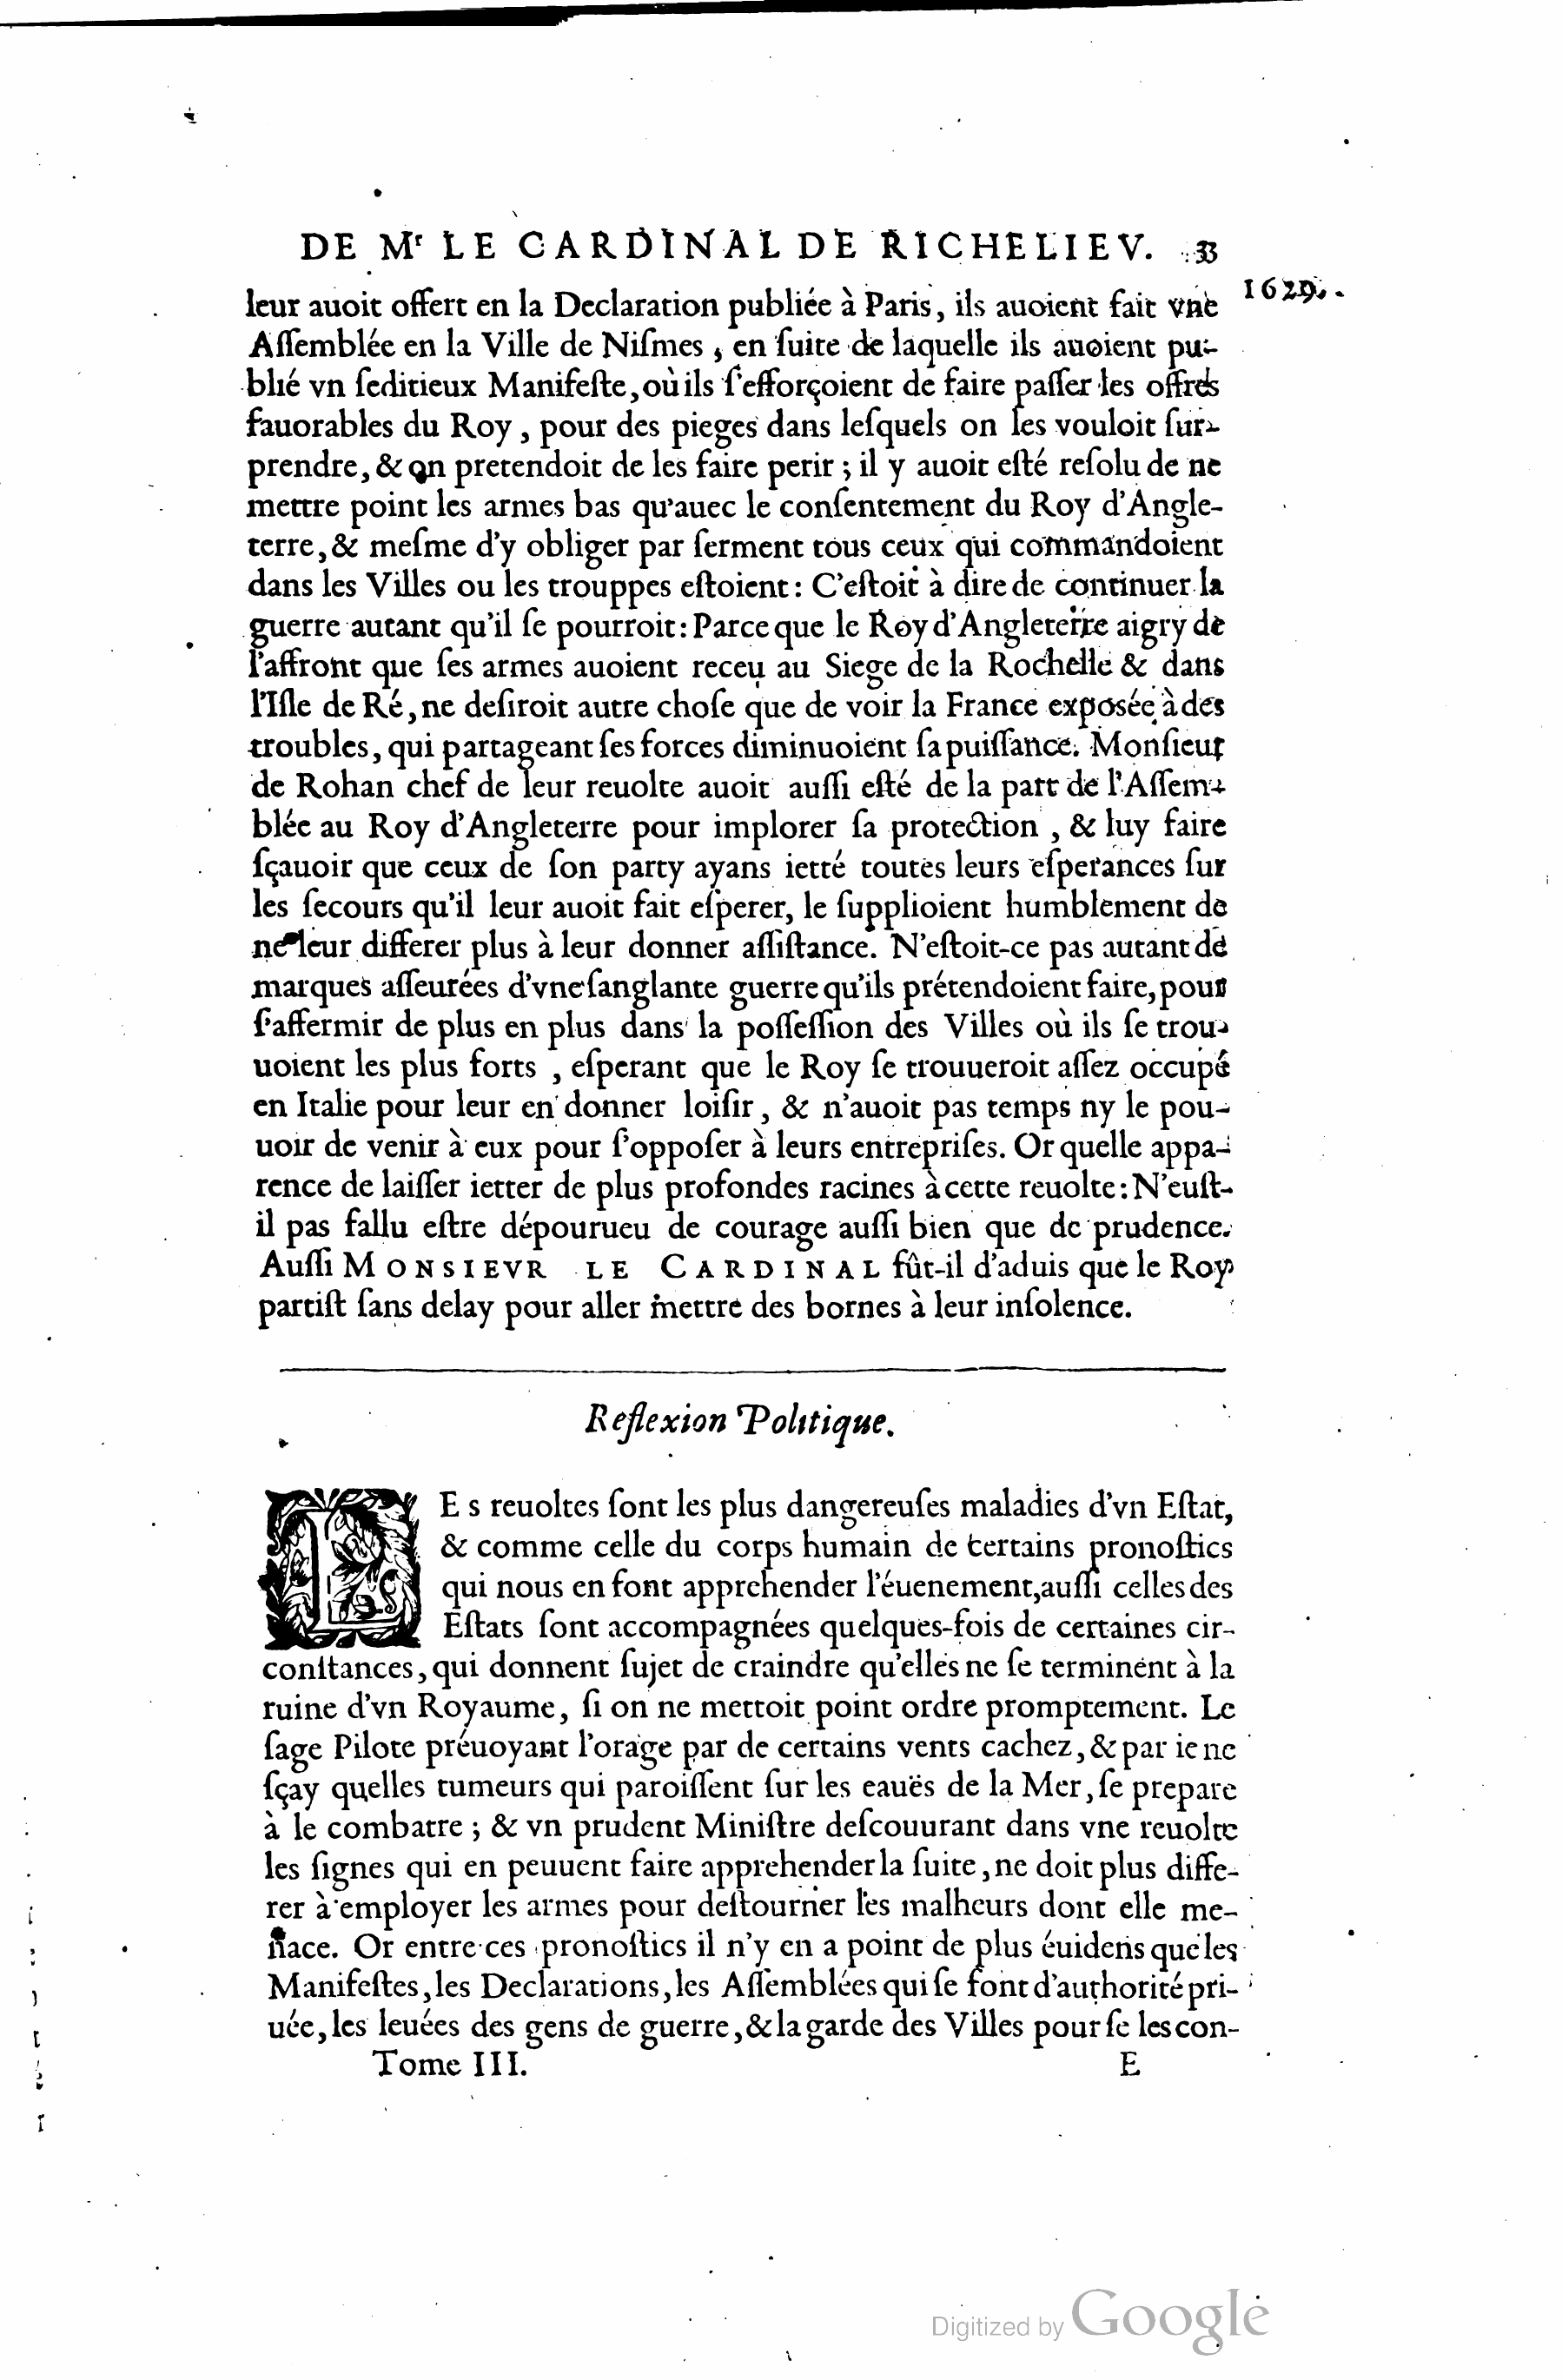 DE Mr LE CARDINAL DE RICHELIEV. 33
1629.
leur auoit offert en la Declaration publiée à Paris, ils auoient fait vne
Aſſemblée en la Ville de Niſmes, en ſuite de laquelle ils auoient pu-
blié vn ſeditieux Manifeſte, où ils ſ'efforçoient de faire paſſer les offres
fauorables du Roy, pour des pieges dans leſquels on les vouloit ſur-
prendre, & on pretendoit de les faire perir; il y auoit eſté reſolu de ne
mettre point les armes bas qu'auec le conſentement du Roy d'Angle-
terre, & meſme d'y obliger par ſerment tous ceux qui commandoient
dans les Villes ou les trouppes eſtoient: C'eſtoit à dire de continuer la
guerre autant qu'il ſe pourroit: Parce que le Roy d'Angleterre aigry de
l'affront que ſes armes auoient receu au Siege de la Rochelle & dans
l'Iſle de Ré, ne deſiroit autre choſe que de voir la France exposée à des
troubles, qui partageant ſes forces diminuoient ſa puiſſance. Monſieur
de Rohan chef de leur reuolte auoit auſſi eſté de la part de l'Aſſem-
blée au Roy d'Angleterre pour implorer ſa protection, & luy faire
ſçauoir que ceux de ſon party ayans ietté toutes leurs eſperances ſur
les ſecours qu'il leur auoit fait eſperer, le ſupplioient humblement de
ne leur differer plus à leur donner aſſiſtance. N'eſtoit-ce pas autant de
marques aſſeurées d'vne ſanglante guerre qu'ils prétendoient faire, pour
ſ'affermir de plus en plus dans la poſſeſſion des Villes où ils ſe trou-
uoient les plus forts, eſperant que le Roy ſe trouueroit aſſez occupé
en Italie pour leur en donner loiſir, & n'auoit pas temps ny le pou-
uoir de venir à eux pour ſ'oppoſer à leurs entrepriſes. Or quelle appa-
rence de laiſſer ietter de plus profondes racines à cette reuolte: N'euſt-
il pas fallu eſtre dépourueu de courage auſſi bien que de prudence.
Auſſi MONSIEVR LE CARDINAL fût-il d'aduis que le Roy
partiſt ſans delay pour aller mettre des bornes à leur inſolence.
Reflexion Politique.
LEs reuoltes ſont les plus dangereuſes maladies d'vn Eſtat,
& comme celle du corps humain de certains pronoſtics
qui nous en font apprehender l'éuenement, auſſi celles des
Eſtats ſont accompagnées quelques-fois de certaines cir-
conſtances, qui donnent ſujet de craindre qu'elles ne ſe terminent à la
ruine d'vn Royaume, ſi on ne mettoit point ordre promptement. Le
ſage Pilote préuoyant l'orage par de certains vents cachez, & par ie ne
ſçay quelles tumeurs qui paroiſſent ſur les eauës de la Mer, ſe prepare
à le combatre; & vn prudent Miniſtre deſcouurant dans vne reuolte
les ſignes qui en peuuent faire apprehender la ſuite, ne doit plus diffe-
rer à employer les armes pour deſtourner les malheurs dont elle me-
nace. Or entre ces pronoſtics il n'y en a point de plus éuidens que les
Manifeſtes, les Declarations, les Aſſemblées qui ſe font d'authorité pri-
uée, les leuées des gens de guerre, & la garde des Villes pour ſe les con-
Tome III. E
Digitized by Google